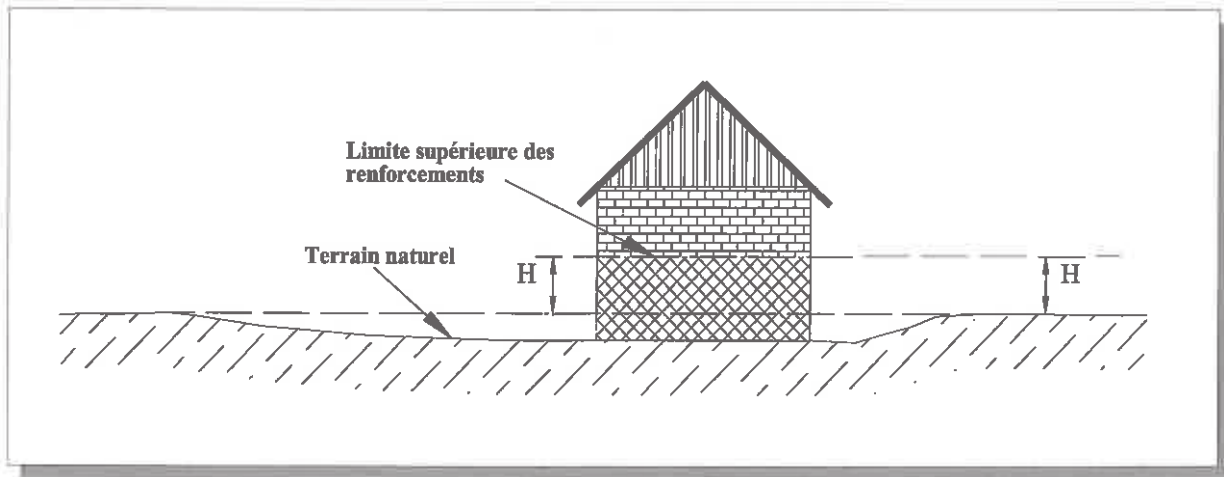 Limite supérieure des
renforcements
Terrain naturel
H
H